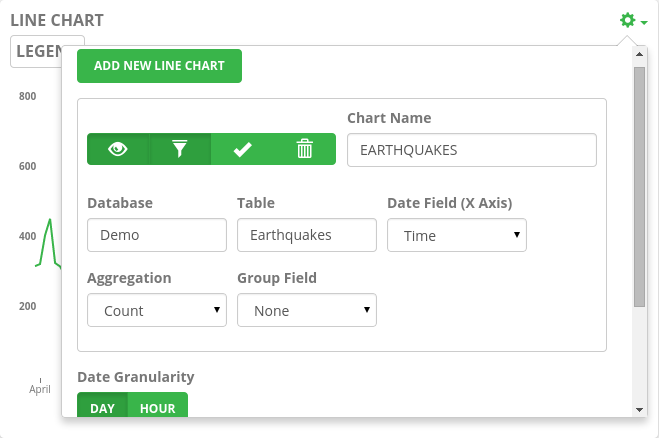 LINE CHART
LEGEN
ADD NEW LINE CHART
800
600
400
200
April
Chart Name
EARTHQUAKES
Database
Table
Date Field (X Axis)
Demo
Earthquakes
Time
Aggregation
Group Field
Count
None
Date Granularity
DAY
HOUR